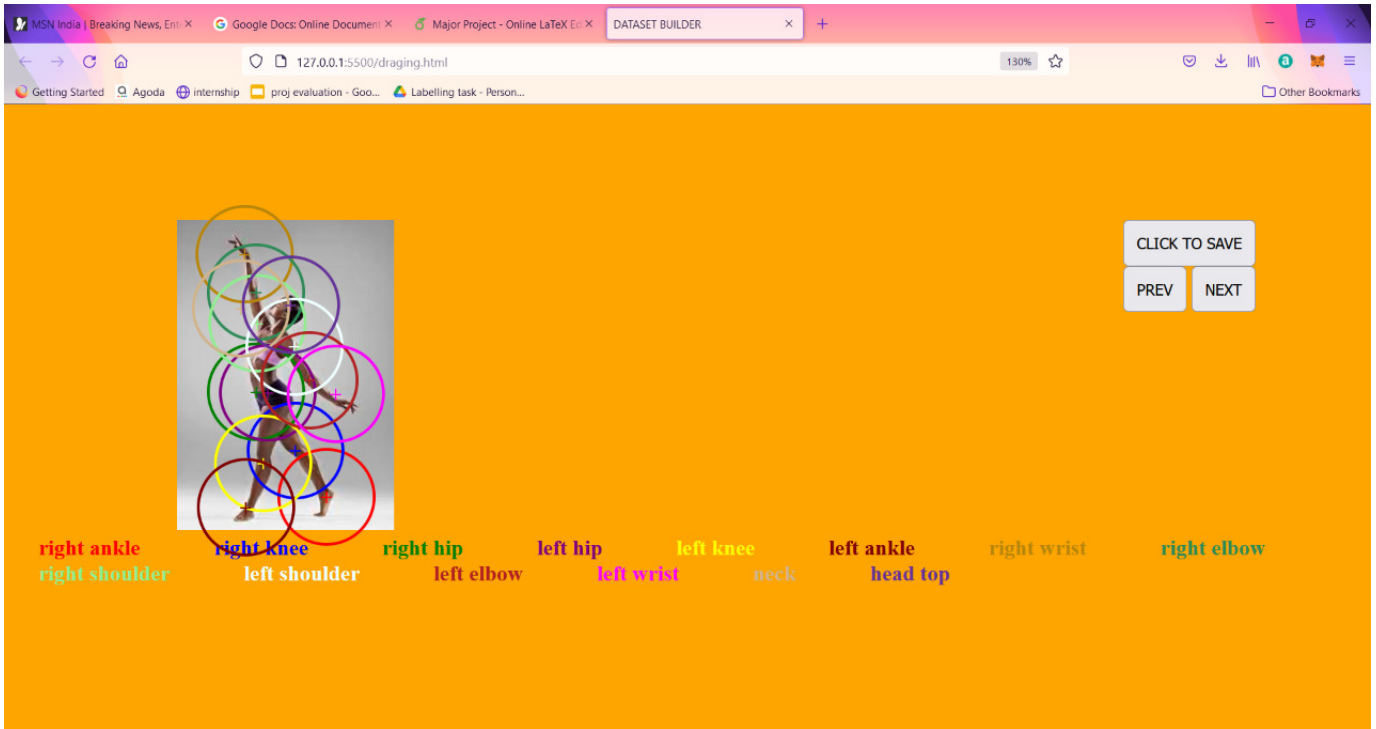 MSN India | Breaking News, Ent Google Docs: Online Document Major Project - Online LaTeX Ed DATASET BUILDER
127.0.0.1:5500/draging.html 130%
Getting Started Agoda internship proj evaluation - Goo... Labelling task - Person... Other Bookmarks
CLICK TO SAVE
PREV NEXT
right ankle right knee right hip left hip left knee left ankle right wrist right elbow
right shoulder left shoulder left elbow left wrist neck head top